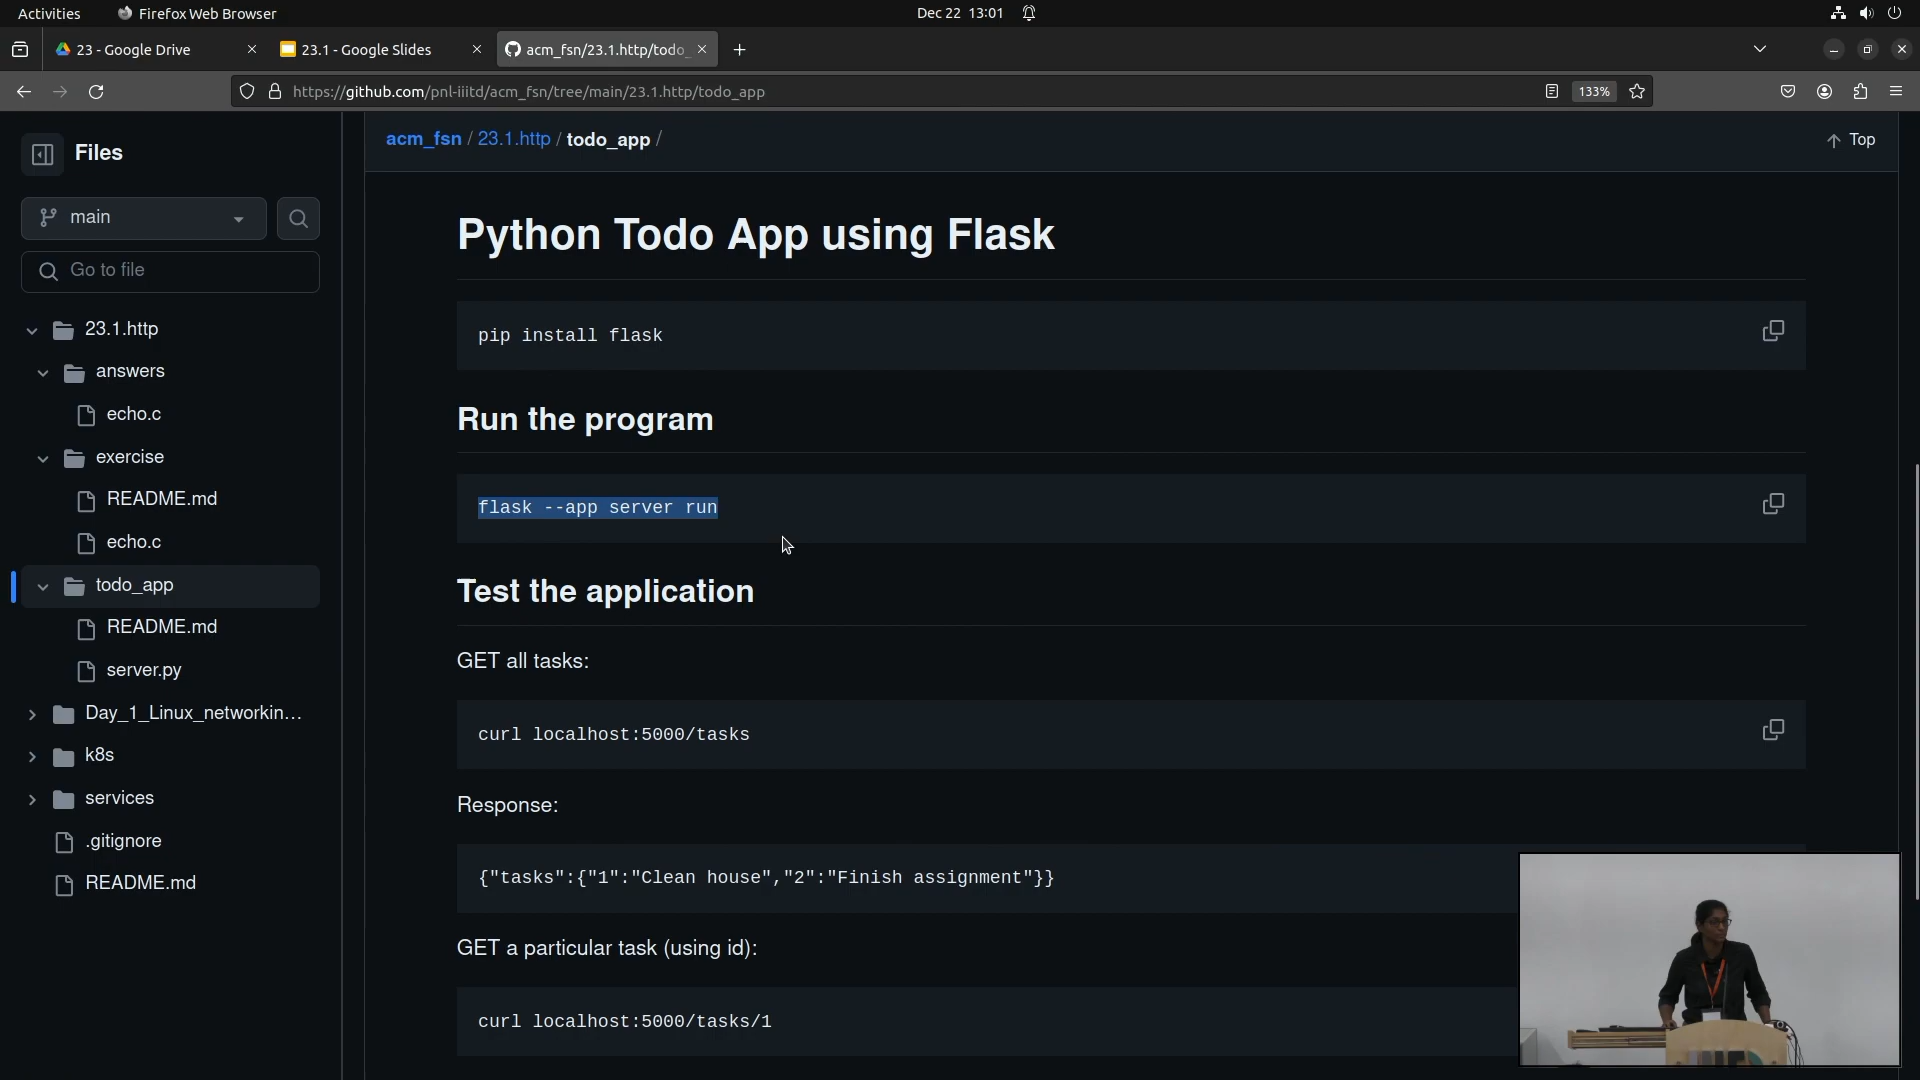 Activities
Firefox Web Browser
Dec 22 13:01
23 - Google Drive
23.1 - Google Slides
acm_fsn/23.1.http/todo_
https://github.com/pnl-iiitd/acm_fsn/tree/main/23.1.http/todo_app
133%
Files
main
Go to file
23.1.http
answers
echo.c
exercise
README.md
echo.c
todo_app
README.md
server.py
Day_1_Linux_networkin...
k8s
services
.gitignore
README.md
acm_fsn / 23.1.http / todo_app /
Top
Python Todo App using Flask
pip install flask
Run the program
flask --app server run
Test the application
GET all tasks:
curl localhost:5000/tasks
Response:
{"tasks":{"1":"Clean house","2":"Finish assignment"}}
GET a particular task (using id):
curl localhost:5000/tasks/1